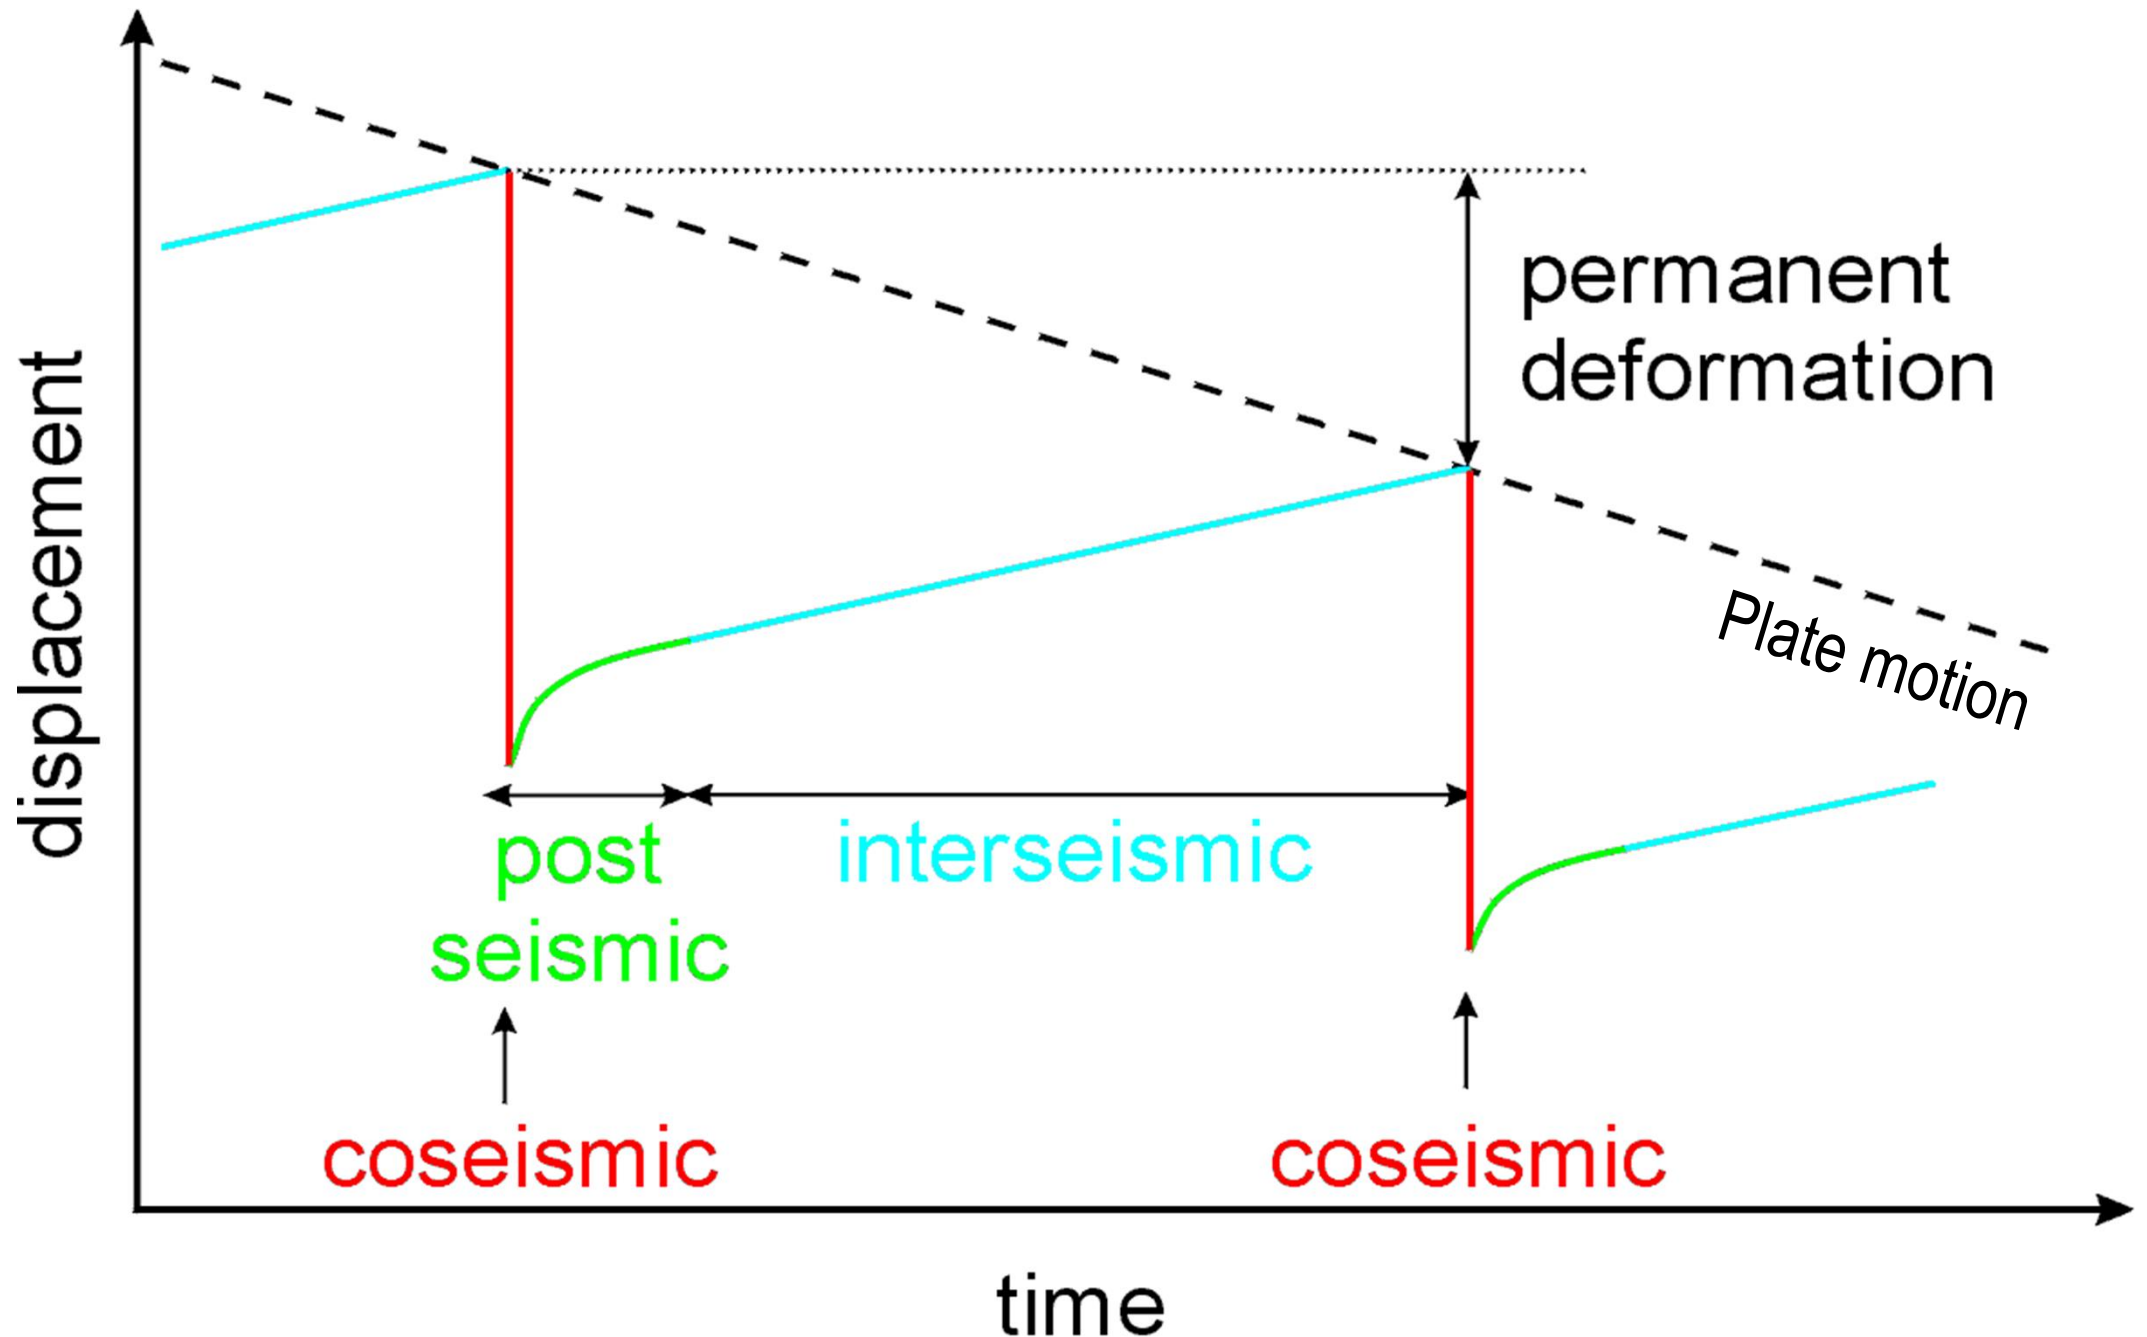 displacement
permanent
deformation
Plate motion
post
seismic
interseismic
coseismic
coseismic
time